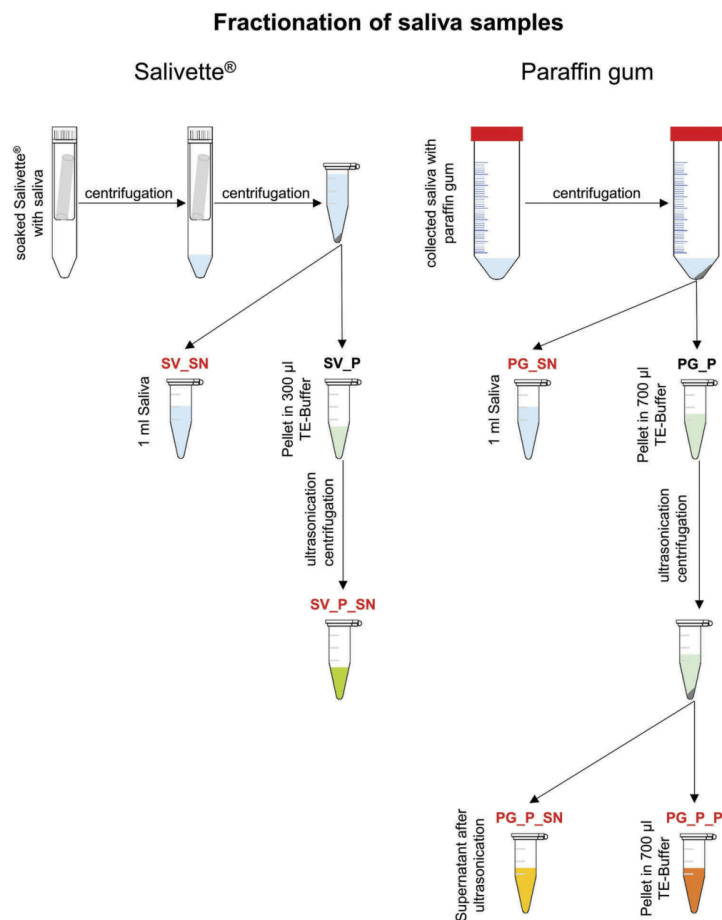 Fractionation of saliva samples
Salivette®
Paraffin gum
soaked Salivette®
with saliva
centrifugation
centrifugation
collected saliva with
paraffin gum
centrifugation
SV_SN
1 ml Saliva
SV_P
Pellet in 300 µl
TE-Buffer
PG_SN
1 ml Saliva
PG_P
Pellet in 700 µl
TE-Buffer
ultrasonication
centrifugation
ultrasonication
centrifugation
SV_P_SN
PG_P_SN
Supernatant after
ultrasonication
PG_P_P
Pellet in 700 µl
TE-Buffer